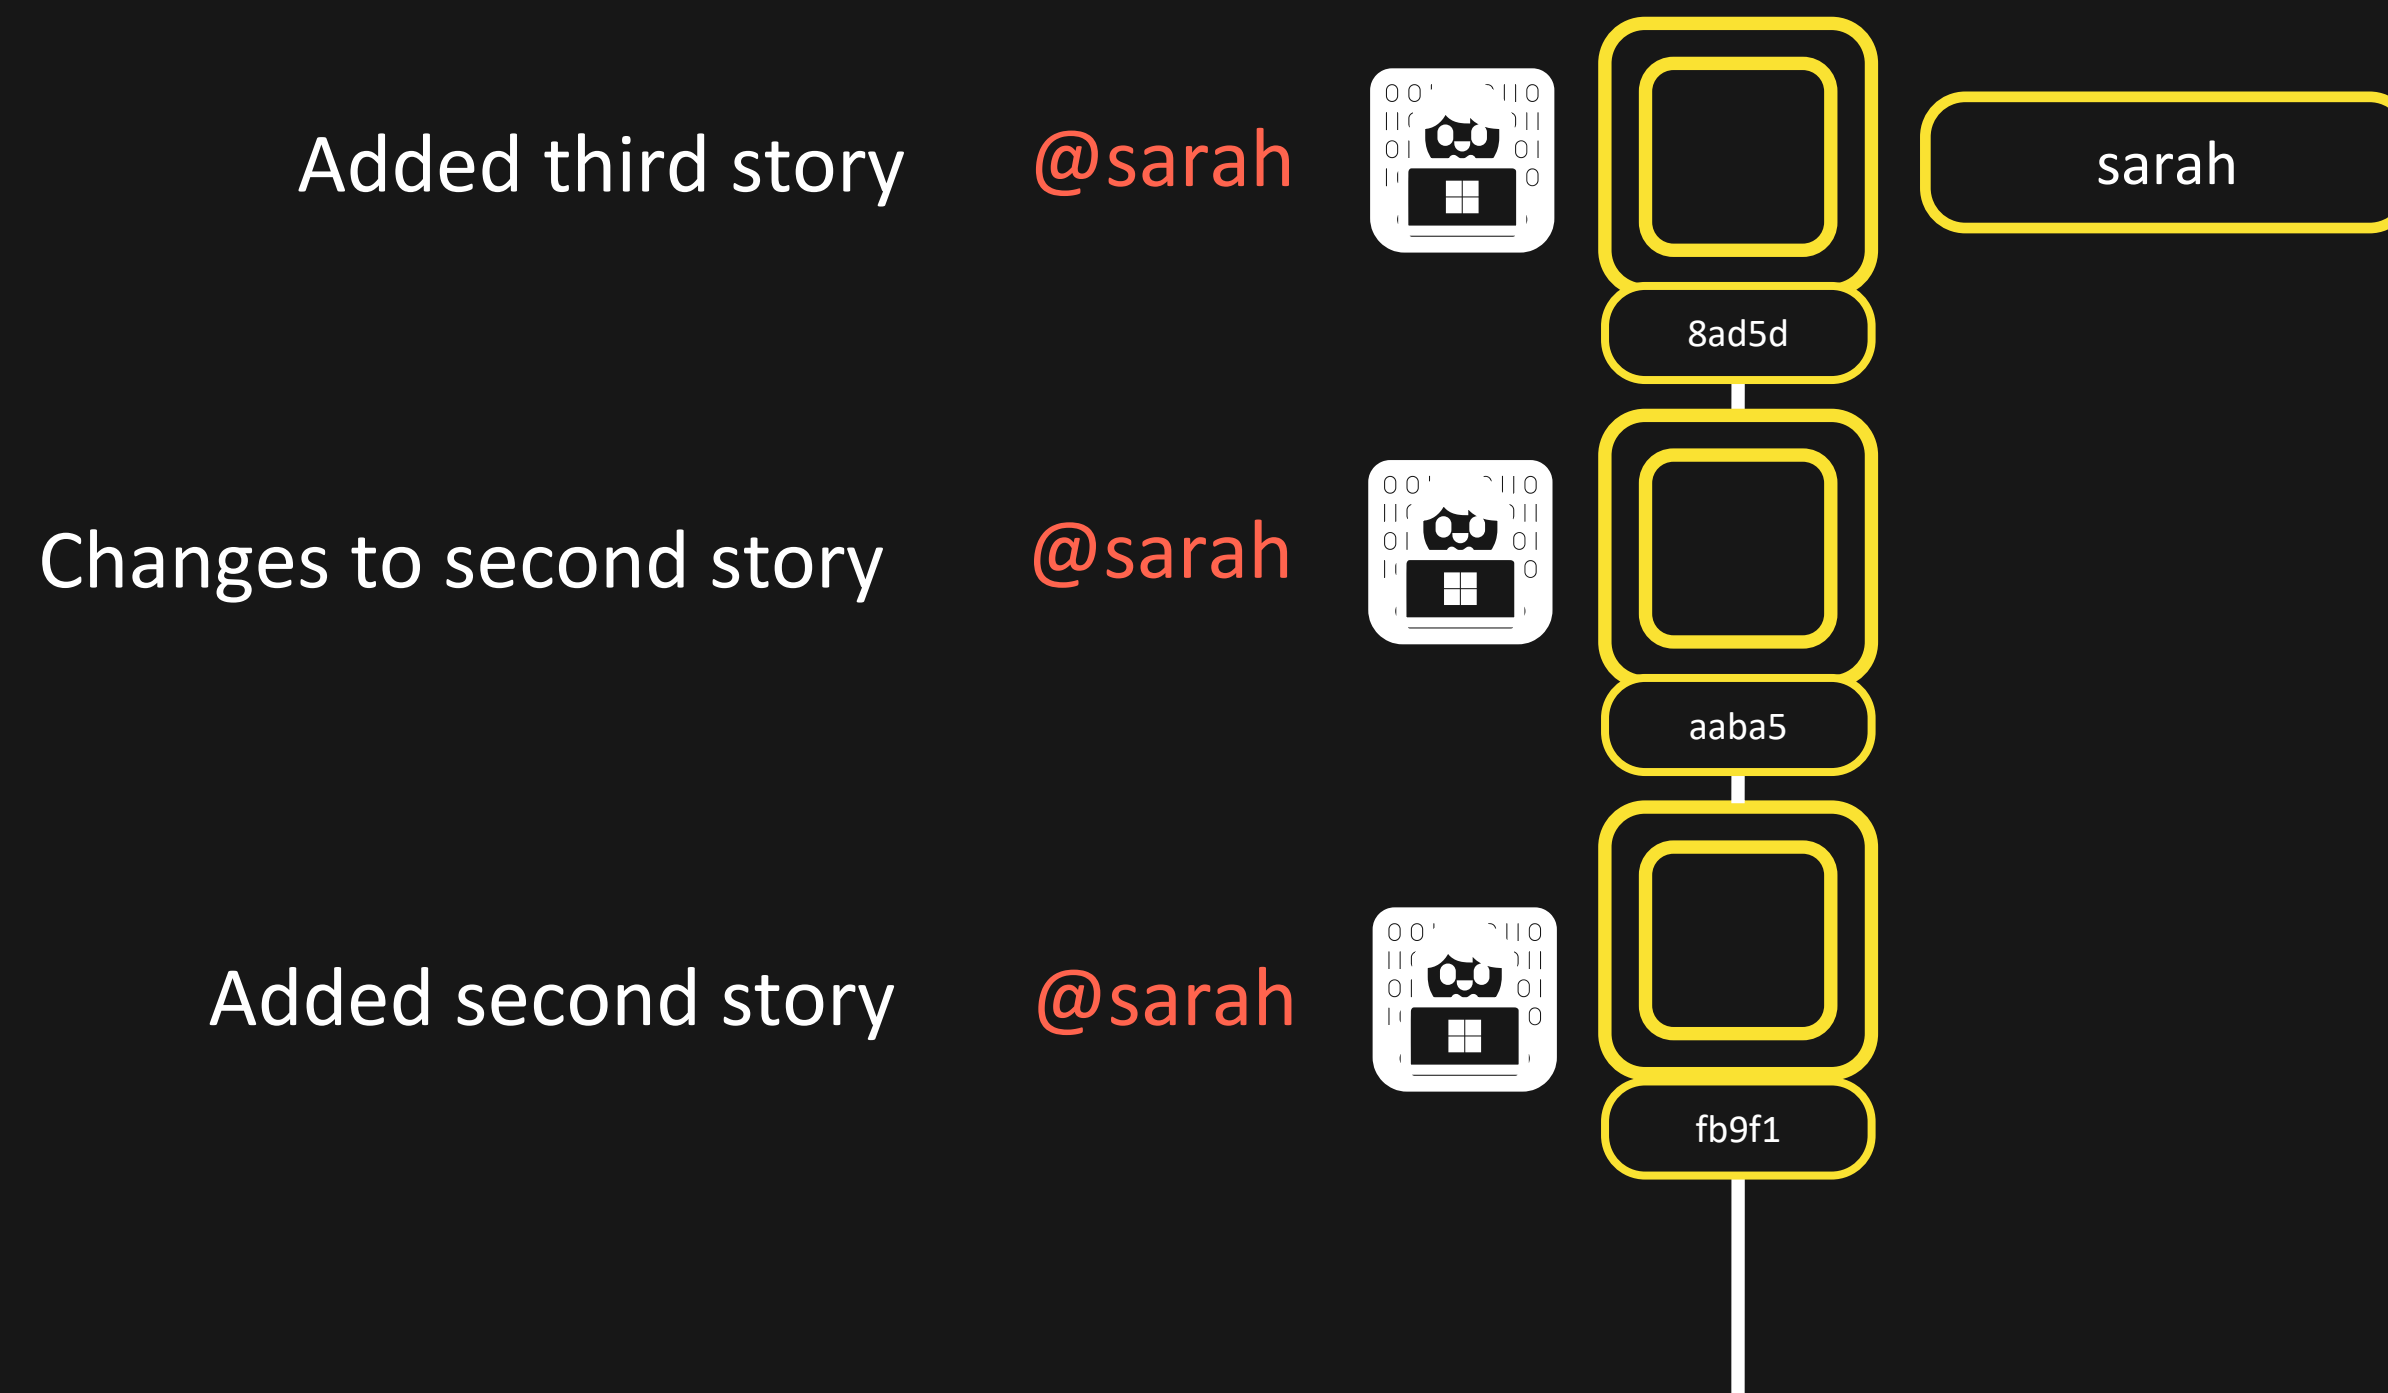 Added third story @sarah sarah
8ad5d
Changes to second story @sarah
aaba5
Added second story @sarah
fb9f1